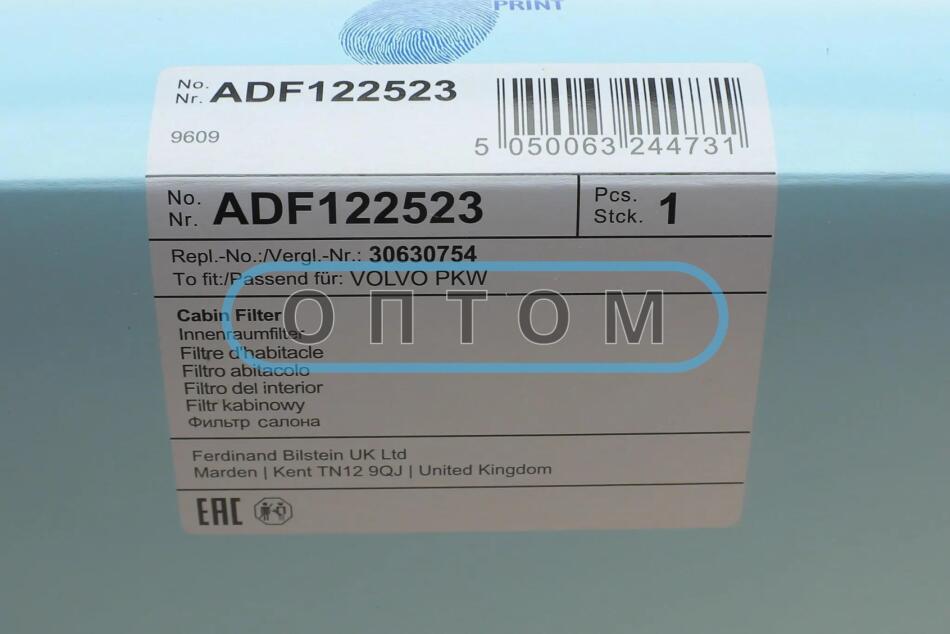 PRINT
No.
Nr. ADF122523
9609
5 050063 244731
No.
Nr. ADF122523
Pcs.
Stck. 1
Repl.-No.:/Vergl.-Nr.: 30630754
To fit:/Passend für: VOLVO PKW
ОПТОМ
Cabin Filter
Innenraumfilter
Filtre d'habitacle
Filtro abitacolo
Filtro del interior
Filtr kabinowy
Фильтр салона
Ferdinand Bilstein UK Ltd
Marden | Kent TN12 9QJ | United Kingdom
EAC